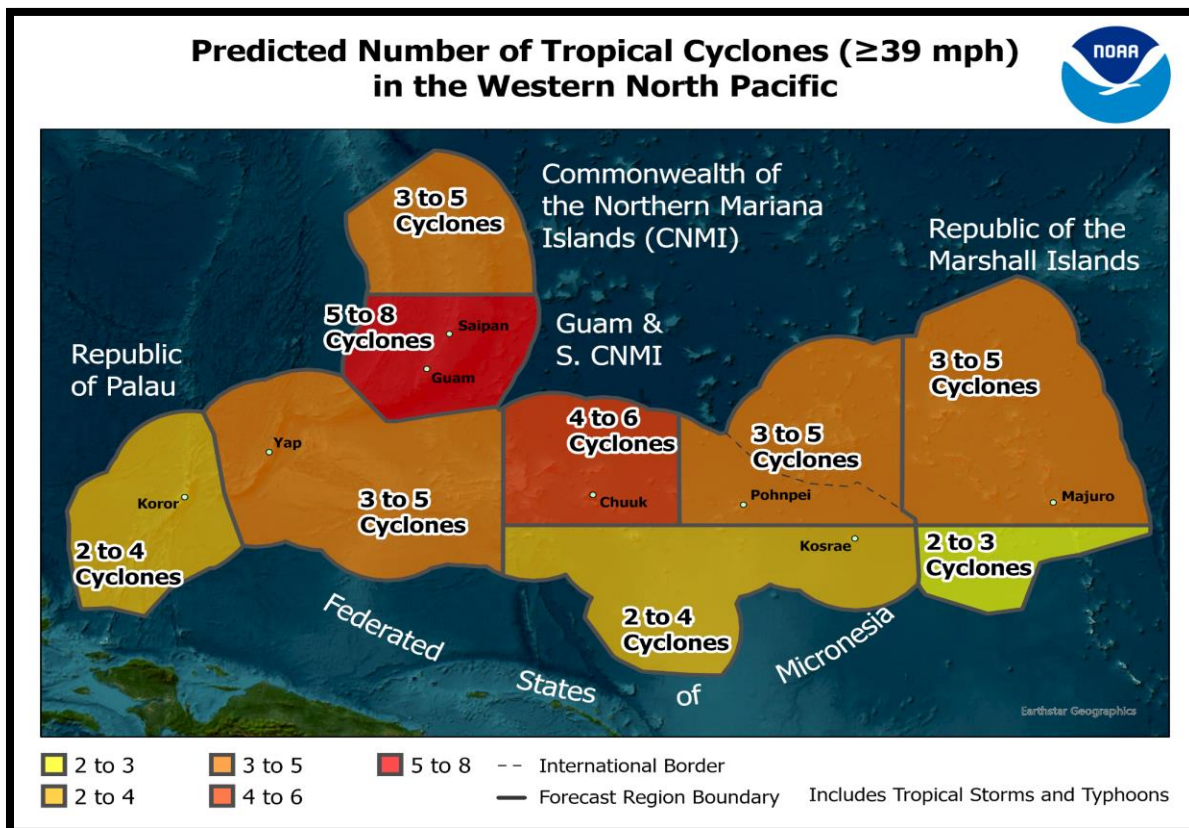 Predicted Number of Tropical Cyclones (≥39 mph)
in the Western North Pacific
NOAA
3 to 5
Cyclones
Commonwealth of
the Northern Mariana
Islands (CNMI)
Republic of the
Marshall Islands
5 to 8
Cyclones
Saipan
Guam
Guam &
S. CNMI
Republic
of Palau
3 to 5
Cyclones
4 to 6
Cyclones
3 to 5
Cyclones
Yap
Koror
3 to 5
Cyclones
Chuuk
Pohnpei
Majuro
2 to 4
Cyclones
Kosrae
2 to 3
Cyclones
2 to 4
Cyclones
Federated
States
of
Micronesia
Earthstar Geographics
2 to 3
3 to 5
5 to 8
International Border
2 to 4
4 to 6
Forecast Region Boundary
Includes Tropical Storms and Typhoons